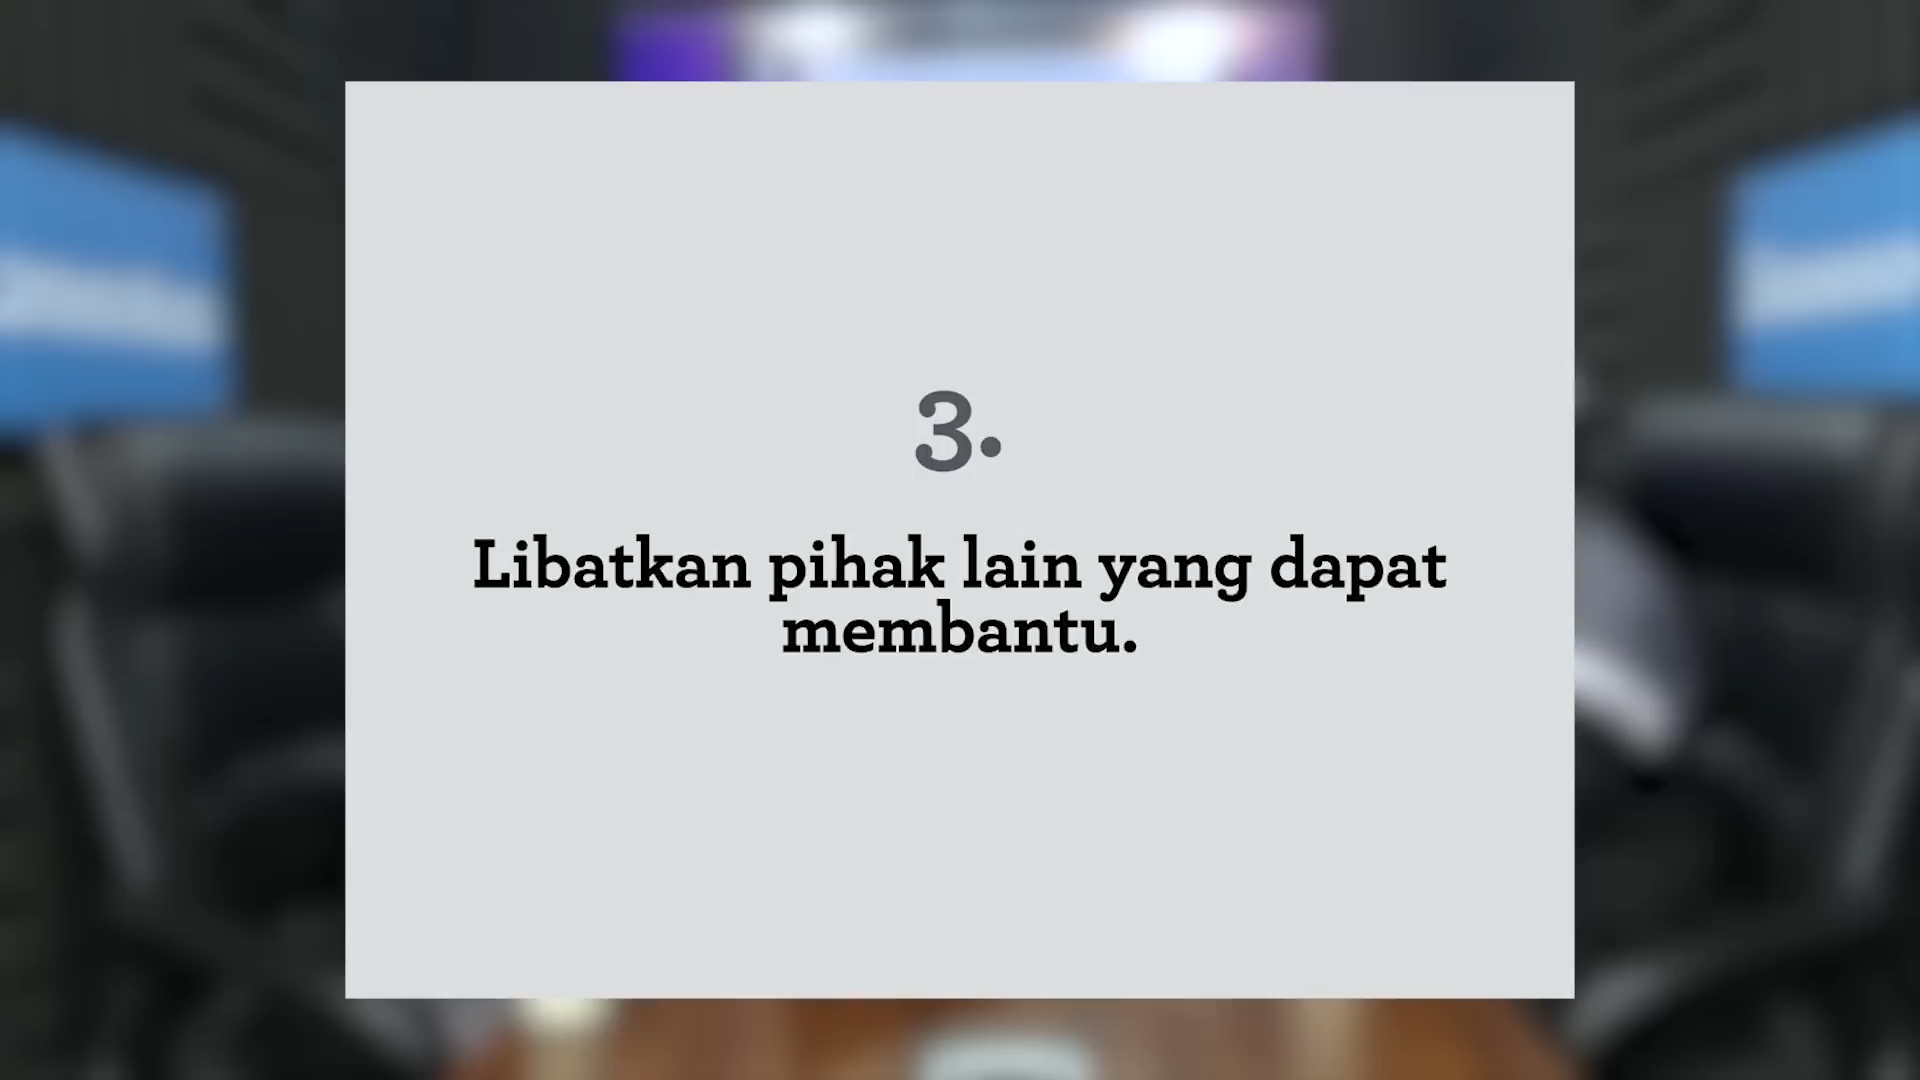 3.
Libatkan pihak lain yang dapat
membantu.